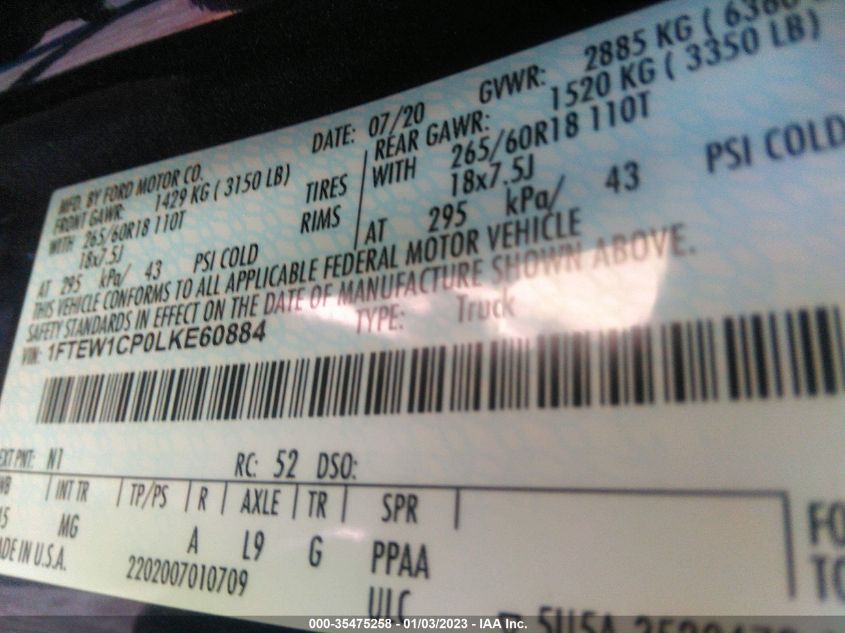 MFD. BY FORD MOTOR CO. DATE: 07/20 GVWR: 2885 KG (
FRONT GAWR: 1429 KG ( 3150 LB) REAR GAWR: 1520 KG ( 3350 LB)
WITH 265/60R18 110T TIRES WITH 265/60R18 110T
18x7.5J RIMS 18x7.5J
AT 295 kPa/ 43 PSI COLD AT 295 kPa/ 43 PSI COLD
THIS VEHICLE CONFORMS TO ALL APPLICABLE FEDERAL MOTOR VEHICLE
SAFETY STANDARDS IN EFFECT ON THE DATE OF MANUFACTURE SHOWN ABOVE.
VIN: 1FTEW1CP0LKE60884 TYPE: Truck
EXT PNT: N1 RC: 52 DSO:
WB INT TR TP/PS R AXLE TR SPR
MG A L9 G PPAA
MADE IN U.S.A. 2202007010709 ULC
000-35475258 - 01/03/2023 - IAA Inc.